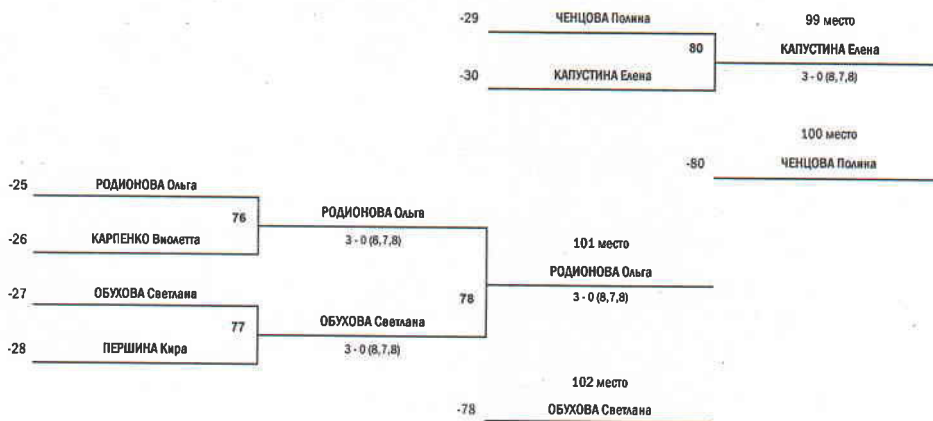 -29 ЧЕНЦОВА Полина 99 место
80 КАПУСТИНА Елена
-30 КАПУСТИНА Елена 3 - 0 (8,7,8)
100 место
-80 ЧЕНЦОВА Полина
-25 РОДИОНОВА Ольга
76 РОДИОНОВА Ольга
-26 КАРПЕНКО Виолетта 3 - 0 (6,7,8) 101 место
РОДИОНОВА Ольга
-27 ОБУХОВА Светлана 78 3 - 0 (8,7,8)
77 ОБУХОВА Светлана
-28 ПЕРШИНА Кира 3 - 0 (8,7,8)
102 место
-78 ОБУХОВА Светлана